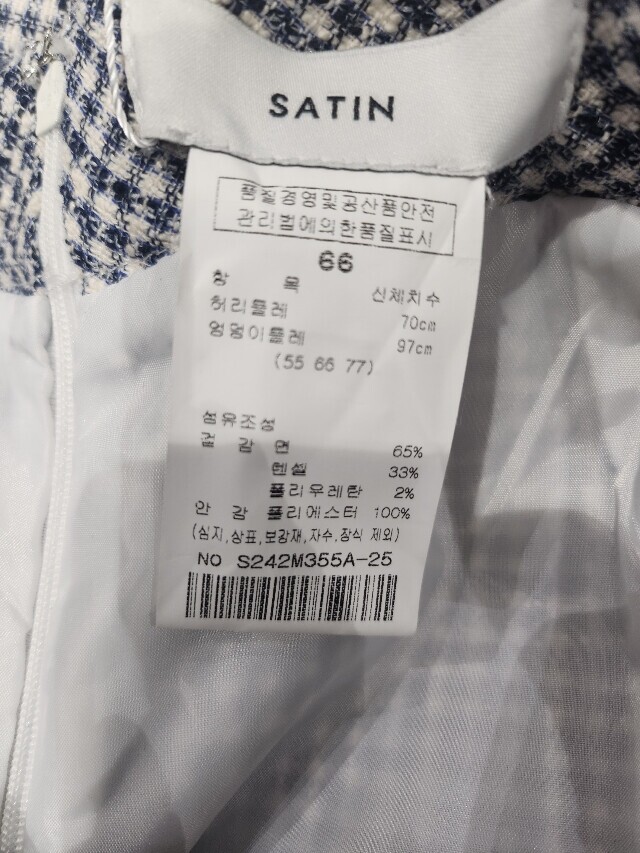 SATIN
품질경영및공산품안전
관리법에의한품질표시
66
항 목 신체치수
허리둘레 70cm
엉덩이둘레 97cm
(55 66 77)
섬유조성
겉 감 면 65%
텐셀 33%
폴리우레탄 2%
안 감 폴리에스터 100%
(심지,상표,보강재,자수,장식 제외)
NO S242M355A-25